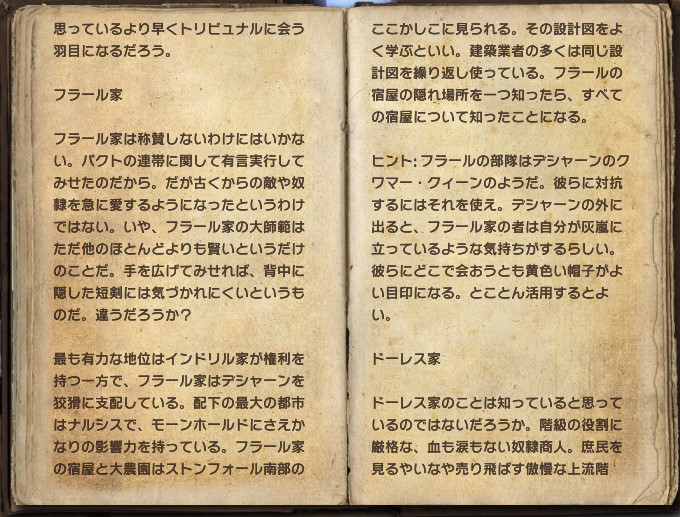 思っているより早くトリビュナルに会う
羽目になるだろう。
フラール家
フラール家は称賛しないわけにはいかな
い。パクトの連帯に関して有言実行して
みせたのだから。だが古くからの敵や奴
隷を急に愛するようになったというわけ
ではない。いや、フラール家の大師範は
ただ他のほとんどよりも賢いというだけ
のことだ。手を広げてみせれば、背中に
隠した短剣には気づかれにくいというも
のだ。違うだろうか？
最も有力な地位はインドリル家が権利を
持つ一方で、フラール家はデシャーンを
狡猾に支配している。配下の最大の都市
はナルシスで、モーンホールドにさえか
なりの影響力を持っている。フラール家
の宿屋と大農園はストンフォール南部の
ここかしこに見られる。その設計図をよ
く学ぶといい。建築業者の多くは同じ設
計図を繰り返し使っている。フラールの
宿屋の隠れ場所を一つ知ったら、すべて
の宿屋について知ったことになる。
ヒント: フラールの部隊はデシャーンのク
ワマー・クィーンのようだ。彼らに対抗
するにはそれを使え。デシャーンの外に
出ると、フラール家の者は自分が灰嵐に
立っているような気持ちがするらしい。
彼らにどこで会おうとも黄色い帽子がよ
い目印になる。とことん活用するとよ
い。
ドーレス家
ドーレス家のことは知っていると思って
いるのではないだろうか。階級の役割に
厳格な、血も涙もない奴隷商人。庶民を
見るやいなや売り飛ばす傲慢な上流階